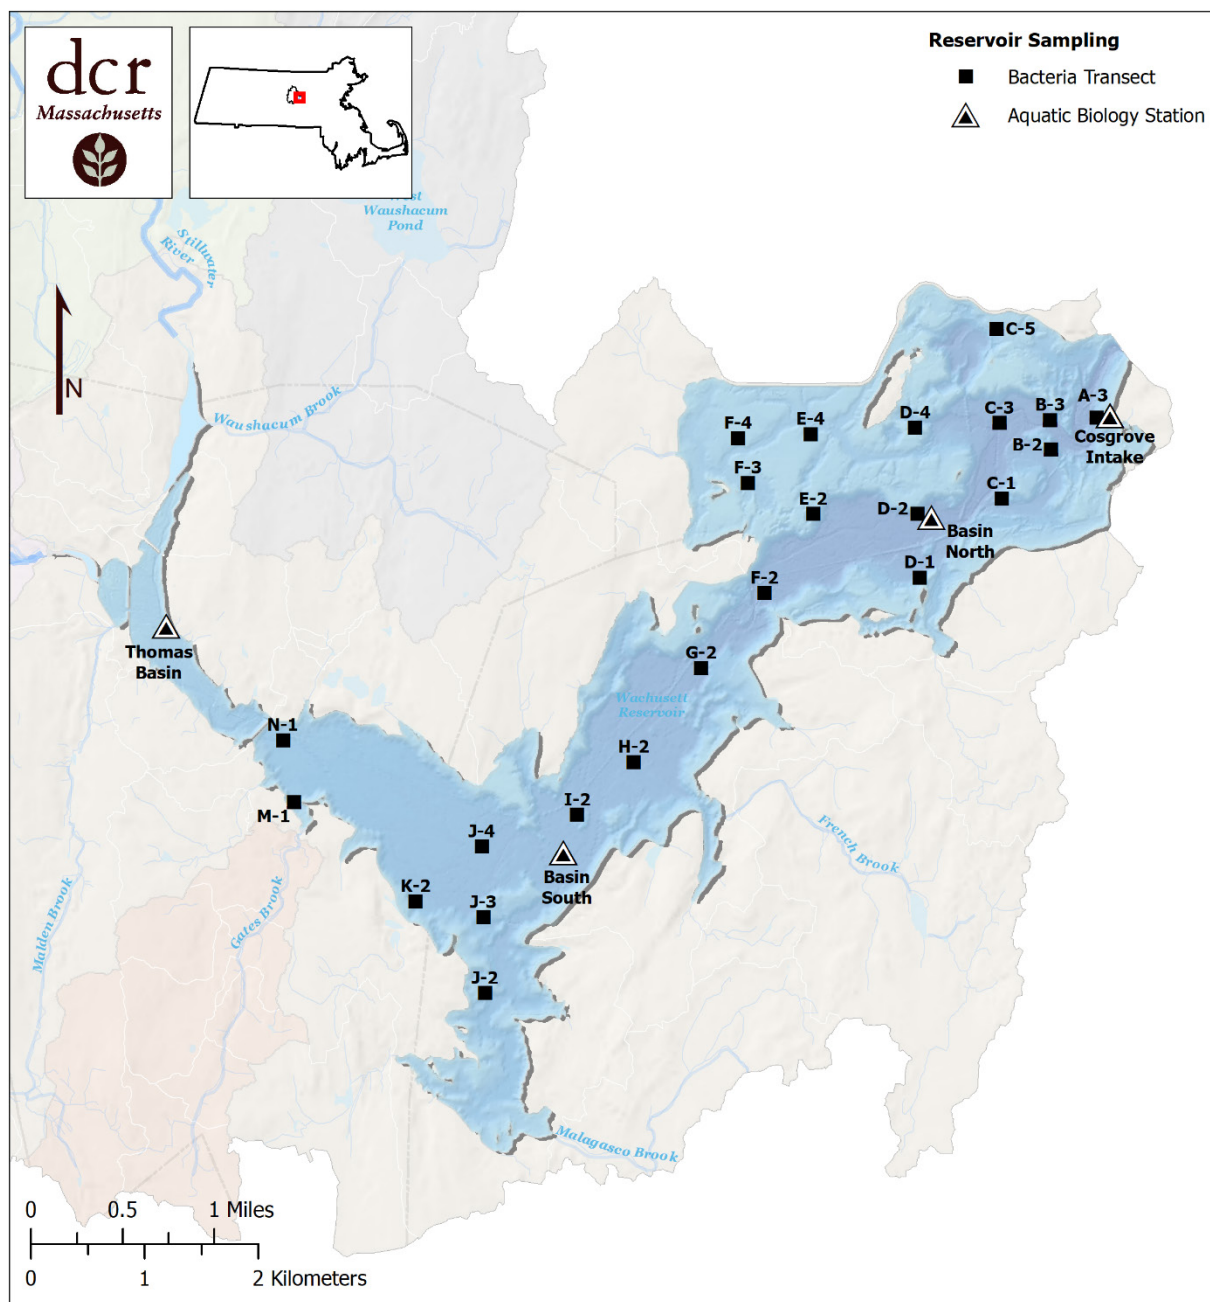 dcr
Massachusetts
Reservoir Sampling
Bacteria Transect
Aquatic Biology Station
West
Waushacum
Pond
Stillwater
River
N
Waushacum Brook
C-5
A-3
B-3
C-3
D-4
E-4
F-4
Cosgrove
Intake
B-2
F-3
C-1
E-2
D-2
Basin
North
D-1
F-2
Thomas
Basin
G-2
Wachusett
Reservoir
N-1
H-2
I-2
M-1
J-4
French Brook
Basin
South
K-2
J-3
Malden Brook
Gates Brook
J-2
Malagasco Brook
0 0.5 1 Miles
0 1 2 Kilometers